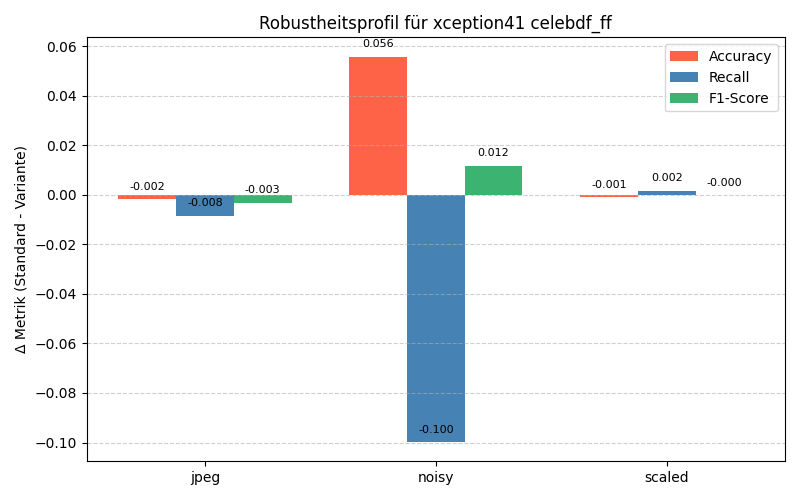 Robustheitsprofil für xception41 celebdf_ff
Δ Metrik (Standard - Variante)
0.06
0.04
0.02
0.00
−0.02
−0.04
−0.06
−0.08
−0.10
Accuracy
Recall
F1-Score
-0.002
-0.008
-0.003
0.056
-0.100
0.012
-0.001
0.002
-0.000
jpeg
noisy
scaled